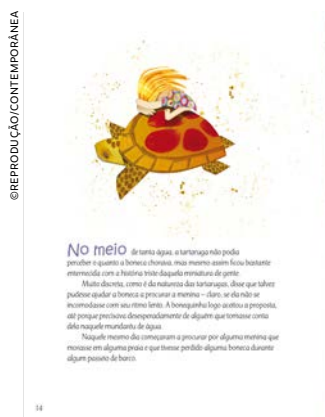 ©REPRODUÇÃO/CONTEMPORÂNEA
No meio de tanta água, a tartaruga não podia
perceber o quanto a boneca chorava, mas mesmo assim ficou bastante
enternecida com a história triste daquela miniatura de gente.
Muito discreta, como é da natureza das tartarugas, disse que talvez
pudesse ajudar a boneca a procurar a menina – claro, se ela não se
incomodasse com seu ritmo lento. A bonequinha logo aceitou a proposta,
até porque precisava desesperadamente de alguém que tomasse conta
dela naquele mundaréu de água.
Naquele mesmo dia começaram a procurar por alguma menina que
morasse em alguma praia e que tivesse perdido alguma boneca durante
algum passeio de barco.
14